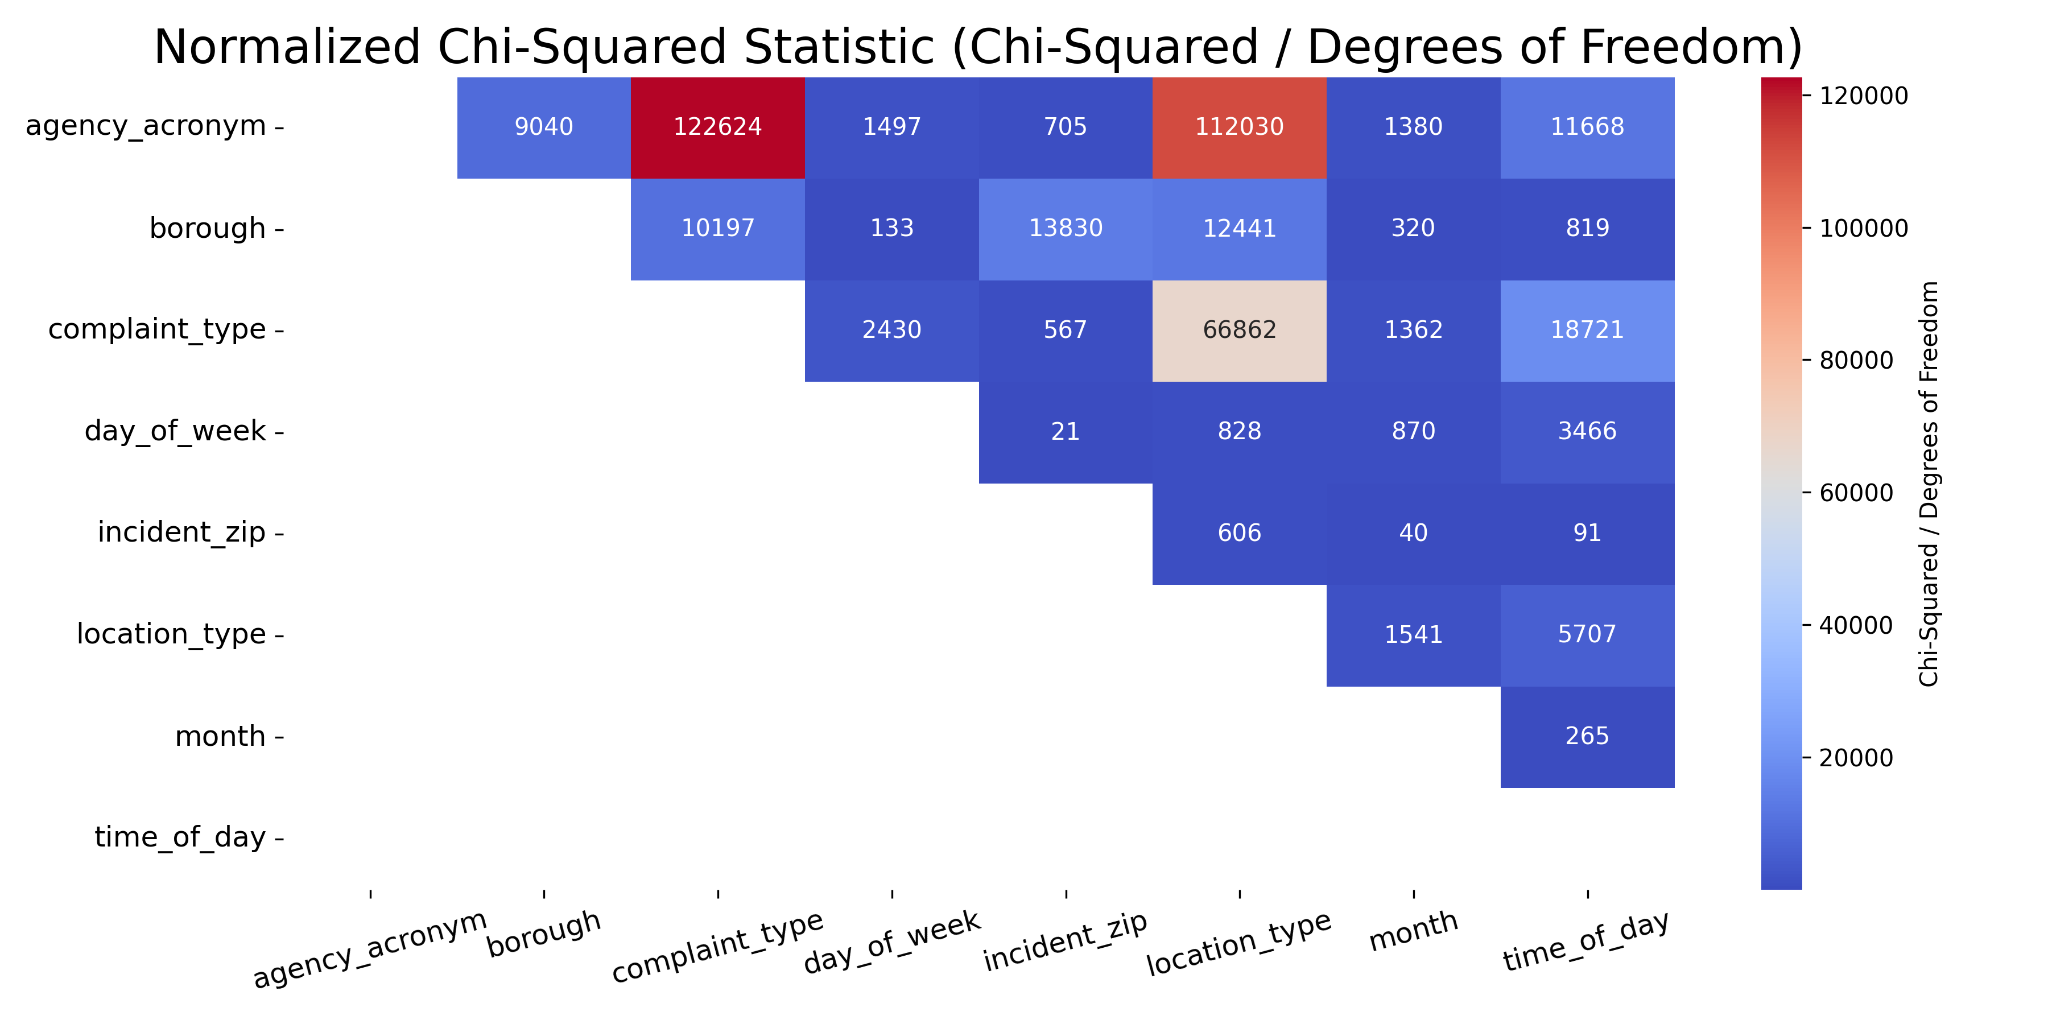 Normalized Chi-Squared Statistic (Chi-Squared / Degrees of Freedom)
agency_acronym 9040 122624 1497 705 112030 1380 11668
borough 10197 133 13830 12441 320 819
complaint_type 2430 567 66862 1362 18721
day_of_week 21 828 870 3466
incident_zip 606 40 91
location_type 1541 5707
month 265
time_of_day
agency_acronym borough complaint_type day_of_week incident_zip location_type month time_of_day
120000
100000
80000
60000
40000
20000
Chi-Squared / Degrees of Freedom